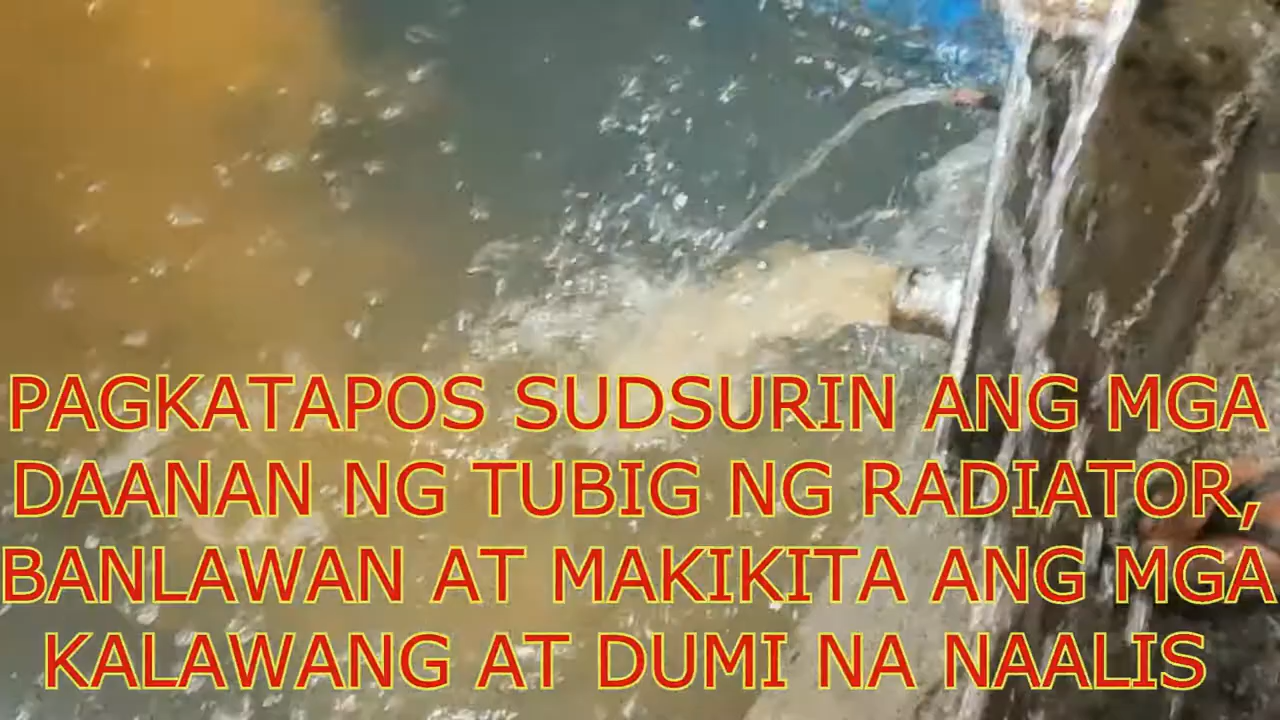 PAGKATAPOS SUDSURIN ANG MGA
DAANAN NG TUBIG NG RADIATOR,
BANLAWAN AT MAKIKITA ANG MGA
KALAWANG AT DUMI NA NAALIS